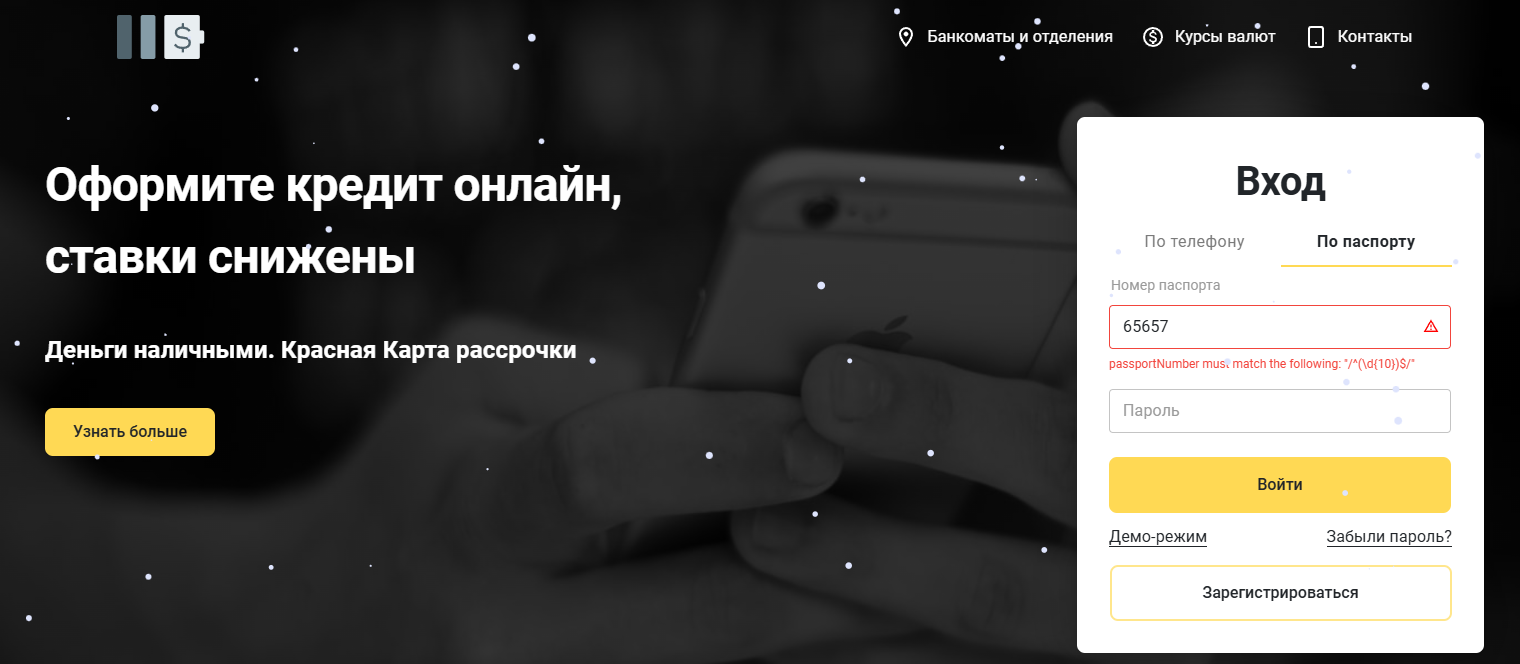 $
Банкоматы и отделения
Курсы валют
Контакты
Оформите кредит онлайн,
ставки снижены
Деньги наличными. Красная Карта рассрочки
Узнать больше
Вход
По телефону
По паспорту
Номер паспорта
65657
passportNumber must match the following: "/^(\d{10})$/"
Пароль
Войти
Демо-режим
Забыли пароль?
Зарегистрироваться